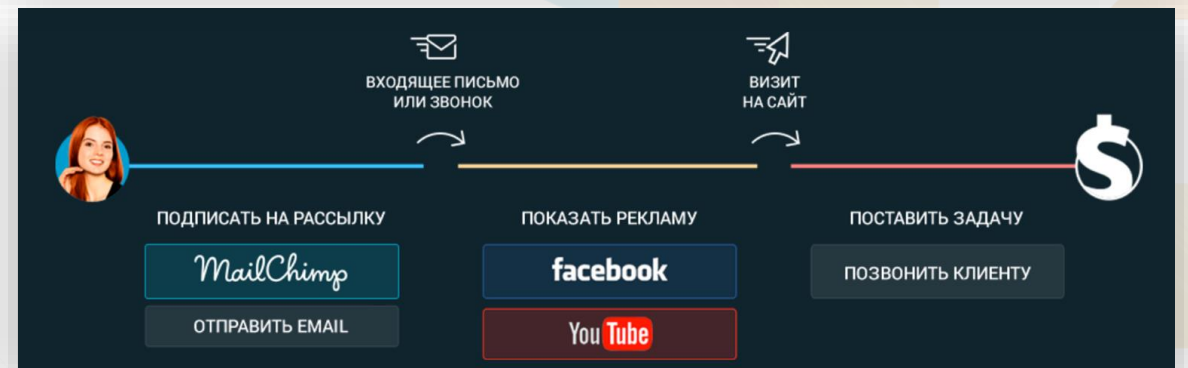 ВХОДЯЩЕЕ ПИСЬМО
ИЛИ ЗВОНОК
ВИЗИТ
НА САЙТ
ПОДПИСАТЬ НА РАССЫЛКУ
MailChimp
ОТПРАВИТЬ EMAIL
ПОКАЗАТЬ РЕКЛАМУ
facebook
YouTube
ПОСТАВИТЬ ЗАДАЧУ
ПОЗВОНИТЬ КЛИЕНТУ